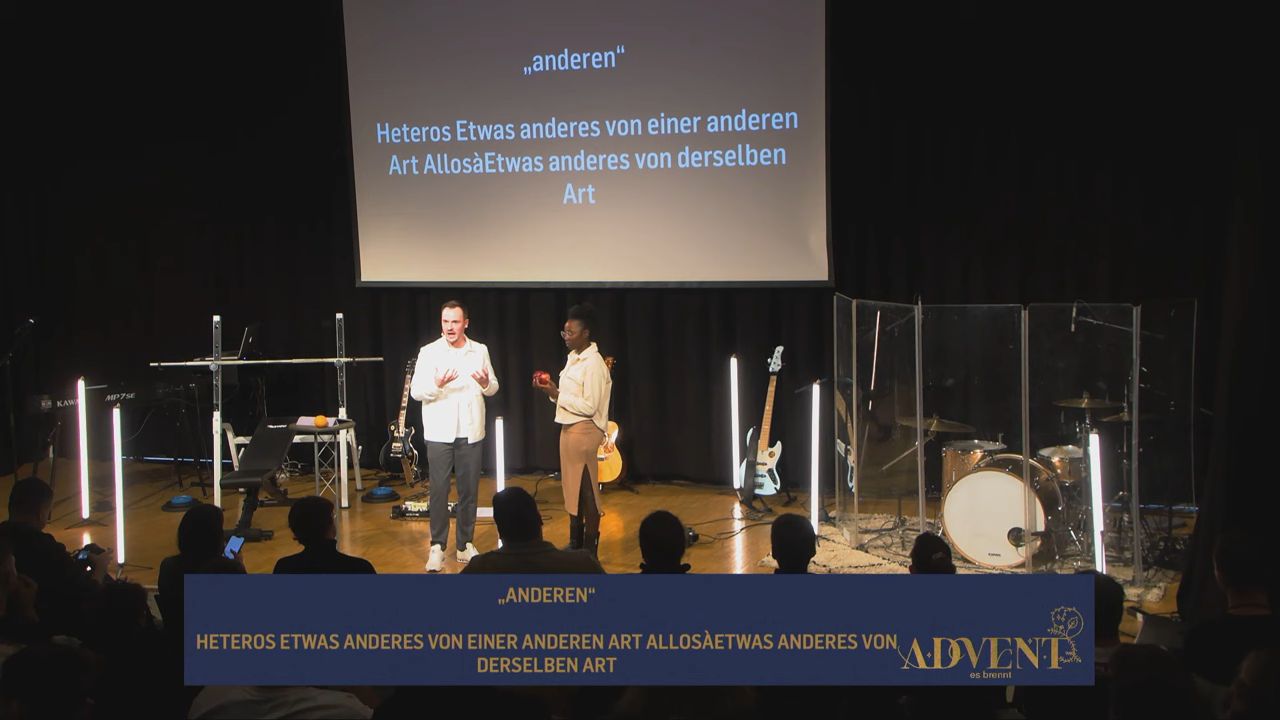 „anderen“
Heteros Etwas anderes von einer anderen
Art AllosàEtwas anderes von derselben
Art
KAWA
MP7SE
„ANDEREN“
HETEROS ETWAS ANDERES VON EINER ANDEREN ART ALLOSÀETWAS ANDERES VON
DERSELBEN ART
ADVENT
es brennt